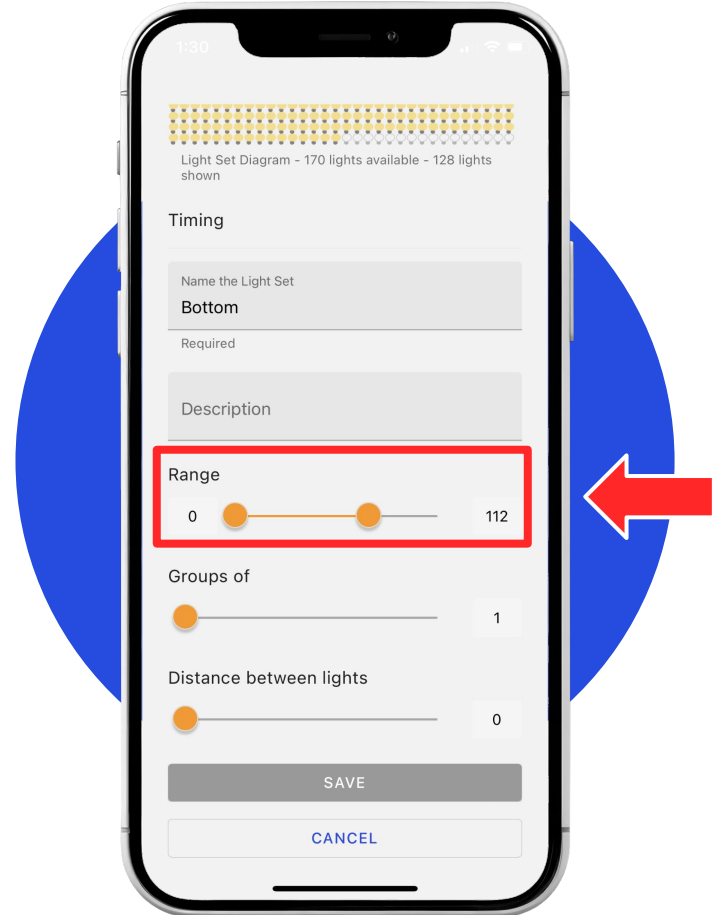 1:30
Light Set Diagram - 170 lights available - 128 lights
shown
Timing
Name the Light Set
Bottom
Required
Description
Range
0 112
Groups of
1
Distance between lights
0
SAVE
CANCEL